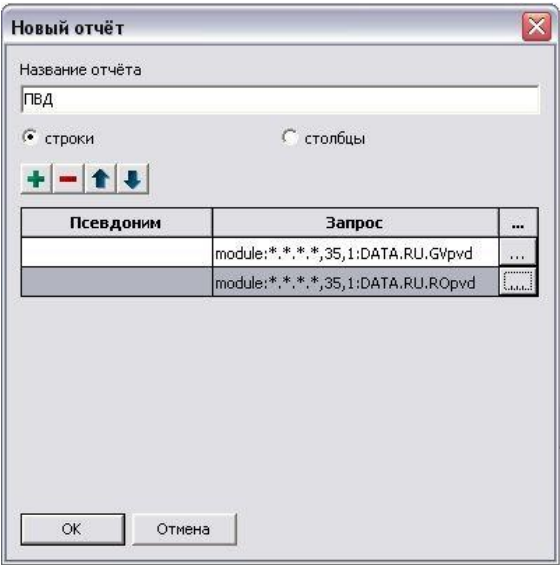 Новый отчёт
Название отчёта
ПВД
строки столбцы
Псевдоним Запрос ...
module:*.*.*.*,35,1:DATA.RU.GVpvd ...
module:*.*.*.*,35,1:DATA.RU.ROpvd ...
OK Отмена